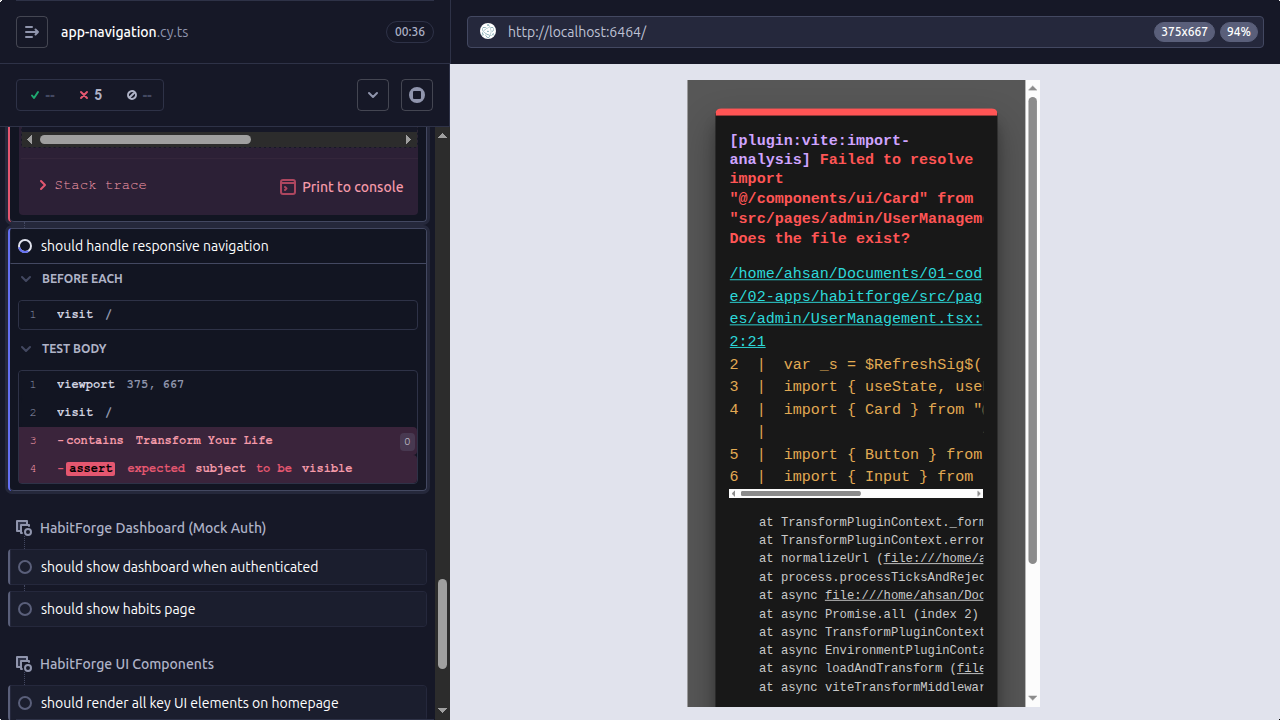 app-navigation.cy.ts
00:36
http://localhost:6464/
375x667
94%
--
5
--
Stack trace
Print to console
should handle responsive navigation
BEFORE EACH
1 visit /
TEST BODY
1 viewport 375, 667
2 visit /
3 -contains Transform Your Life 0
4 -assert expected subject to be visible
HabitForge Dashboard (Mock Auth)
should show dashboard when authenticated
should show habits page
HabitForge UI Components
should render all key UI elements on homepage
[plugin:vite:import-
analysis] Failed to resolve
import
"@/components/ui/Card" from
"src/pages/admin/UserManagem
Does the file exist?
/home/ahsan/Documents/01-cod
e/02-apps/habitforge/src/pag
es/admin/UserManagement.tsx:
2:21
2 | var _s = $RefreshSig$(
3 | import { useState, use
4 | import { Card } from "
|
5 | import { Button } from
6 | import { Input } from
at TransformPluginContext._form
at TransformPluginContext.error
at normalizeUrl (file:///home/a
at process.processTicksAndRejec
at async file:///home/ahsan/Doc
at async Promise.all (index 2)
at async TransformPluginContext
at async EnvironmentPluginConta
at async loadAndTransform (file
at async viteTransformMiddlewar